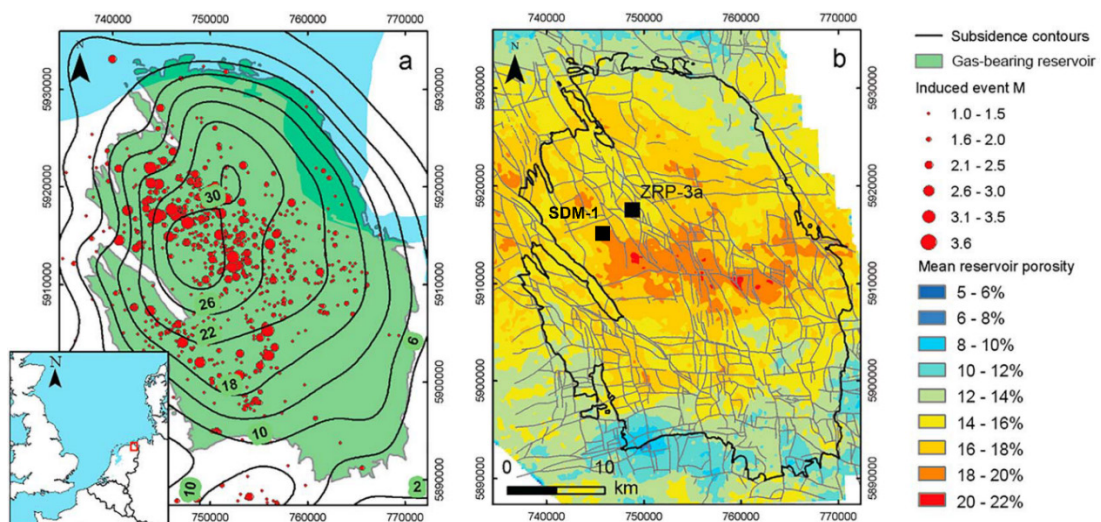 740000 750000 760000 770000
N
a
5930000
5920000
5910000
5900000
5890000
30
26
22
18
10
6
10
2
N
740000 750000 760000 770000
740000 750000 760000 770000
N
b
ZRP-3a
SDM-1
0 10
km
5930000
5920000
5910000
5900000
5890000
740000 750000 760000 770000
Subsidence contours
Gas-bearing reservoir
Induced event M
1.0 - 1.5
1.6 - 2.0
2.1 - 2.5
2.6 - 3.0
3.1 - 3.5
3.6
Mean reservoir porosity
5 - 6%
6 - 8%
8 - 10%
10 - 12%
12 - 14%
14 - 16%
16 - 18%
18 - 20%
20 - 22%